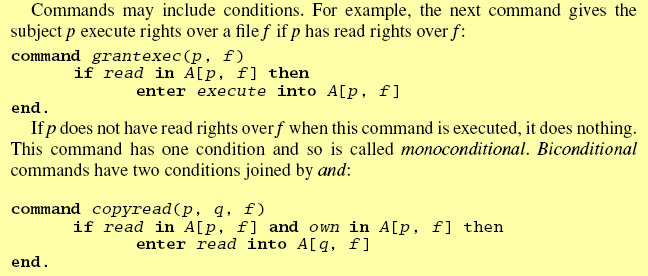 Commands may include conditions. For example, the next command gives the
subject p execute rights over a file f if p has read rights over f:
command grantexec(p, f)
if read in A[p, f] then
enter execute into A[p, f]
end.
If p does not have read rights over f when this command is executed, it does nothing.
This command has one condition and so is called monoconditional. Biconditional
commands have two conditions joined by and:
command copyread(p, q, f)
if read in A[p, f] and own in A[p, f] then
enter read into A[q, f]
end.